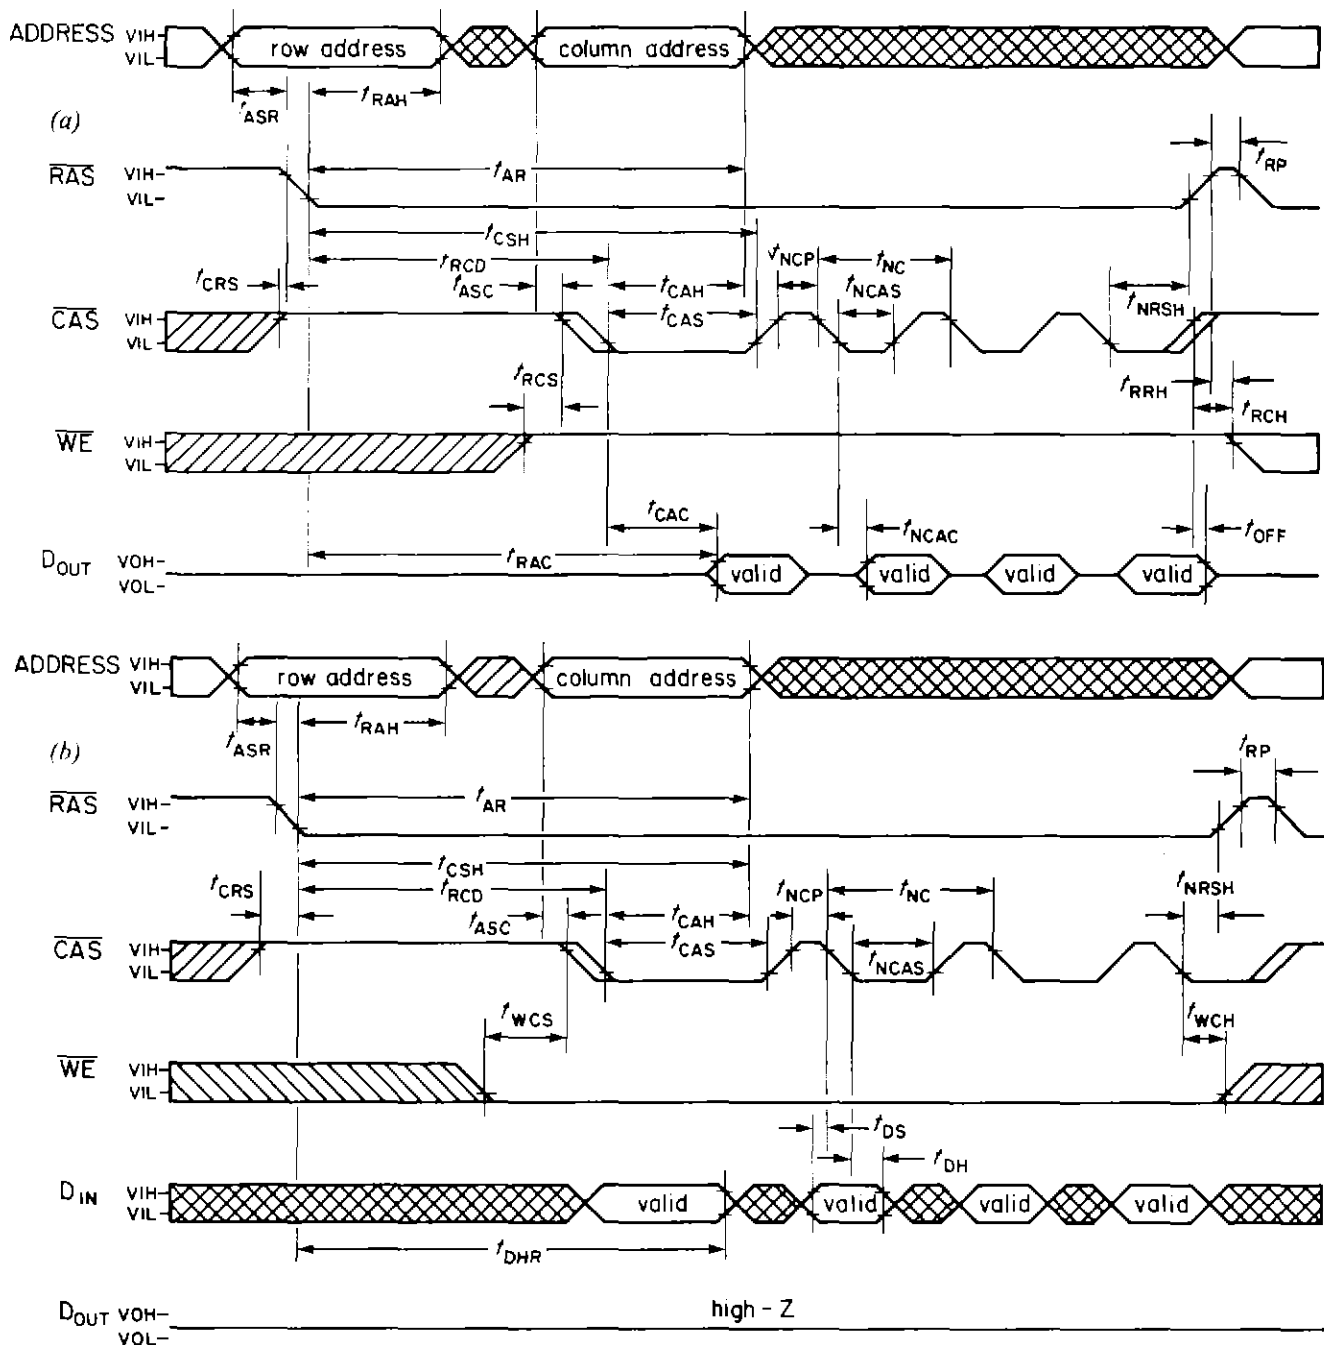 ADDRESS VIH VIL row address column address
tASR tRAH
(a)
RAS VIH VIL tAR tRP
tCSH
tRCD tNCP tNC
tCRS tASC tCAH tNCAS tNRSH
CAS VIH VIL tCAS
tRCS tRRH tRCH
WE VIH VIL
tCAC tNCAC tOFF
tRAC
DOUT VOH VOL valid valid valid valid
ADDRESS VIH VIL row address column address
tASR tRAH
(b)
tRP
RAS VIH VIL tAR
tCSH
tCRS tRCD tNCP tNC tNRSH
tASC tCAH
CAS VIH VIL tCAS tNCAS
tWCS tWCH
WE VIH VIL
tDS
tDH
DIN VIH VIL valid valid valid valid
tDHR
DOUT VOH VOL high-Z